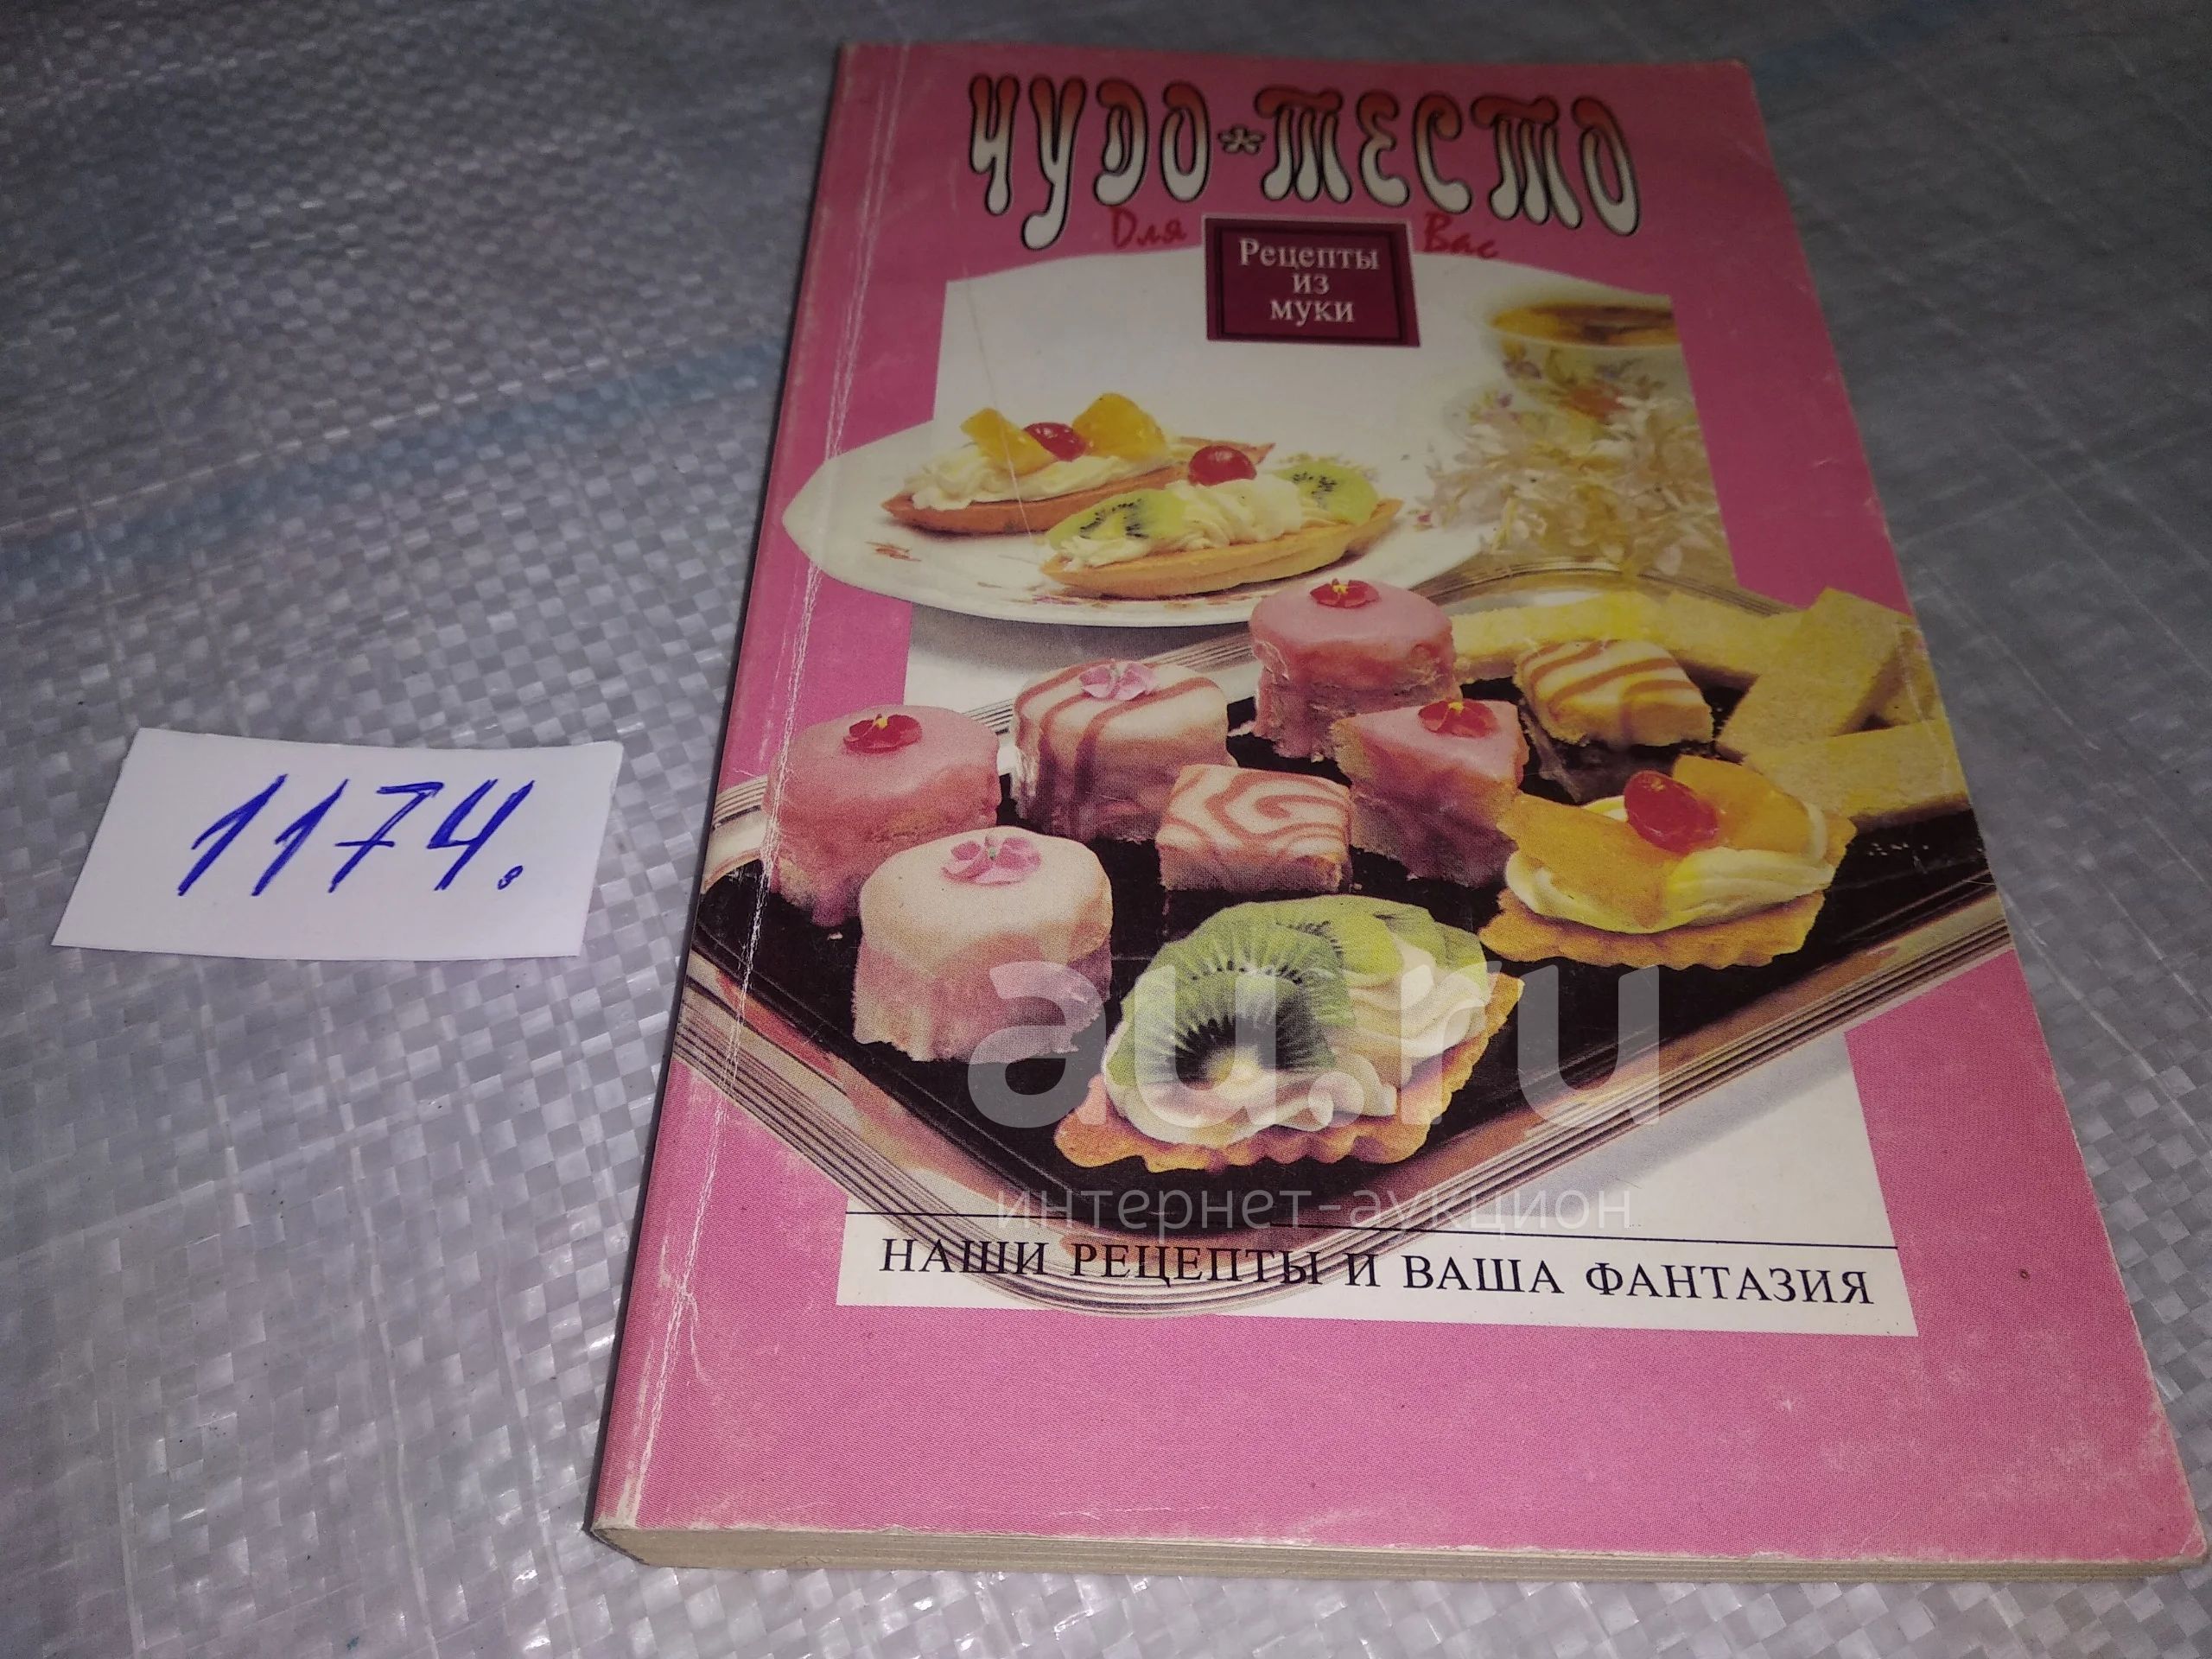 ЧУДО*ТЕСТО
Для Вас
Рецепты
из
муки
1174.
au.ru
интернет-аукцион
НАШИ РЕЦЕПТЫ И ВАША ФАНТАЗИЯ